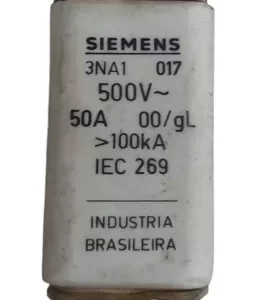 SIEMENS
3NA1 017
500V~
50A 00/gL
>100kA
IEC 269
INDUSTRIA
BRASILEIRA